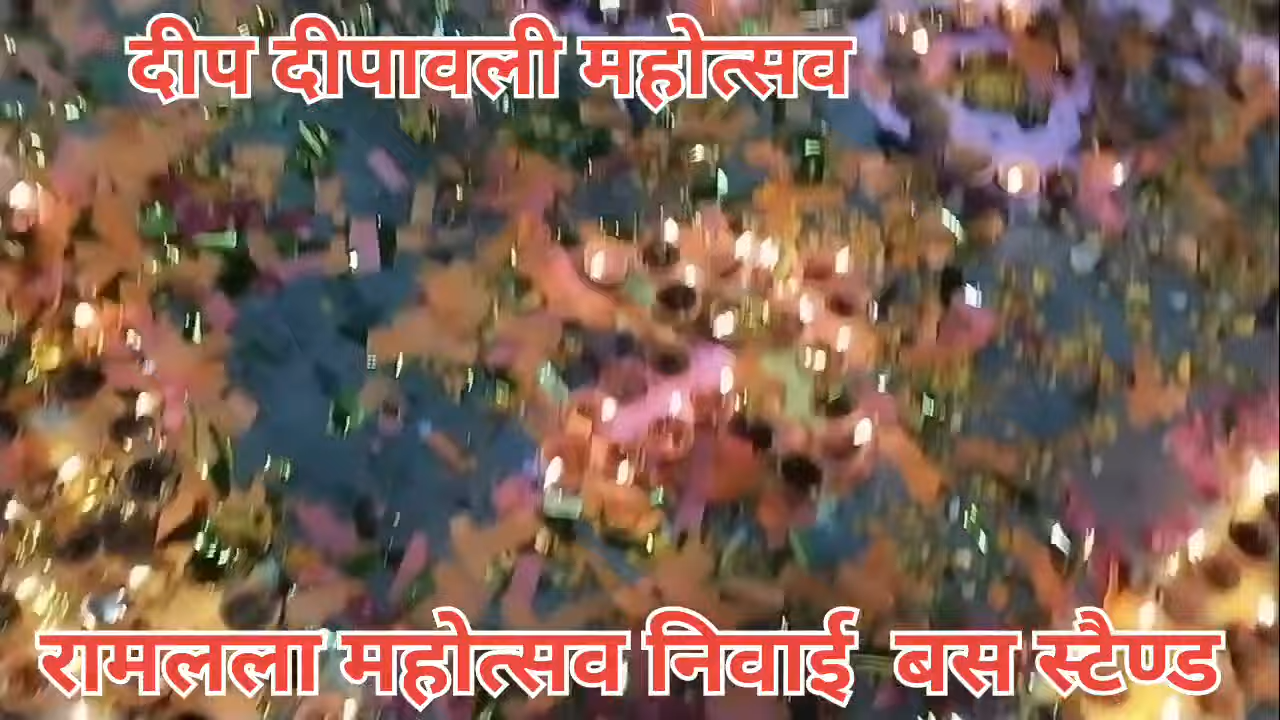 दीप दीपावली महोत्सव
रामलला महोत्सव निवाई बस स्टैण्ड